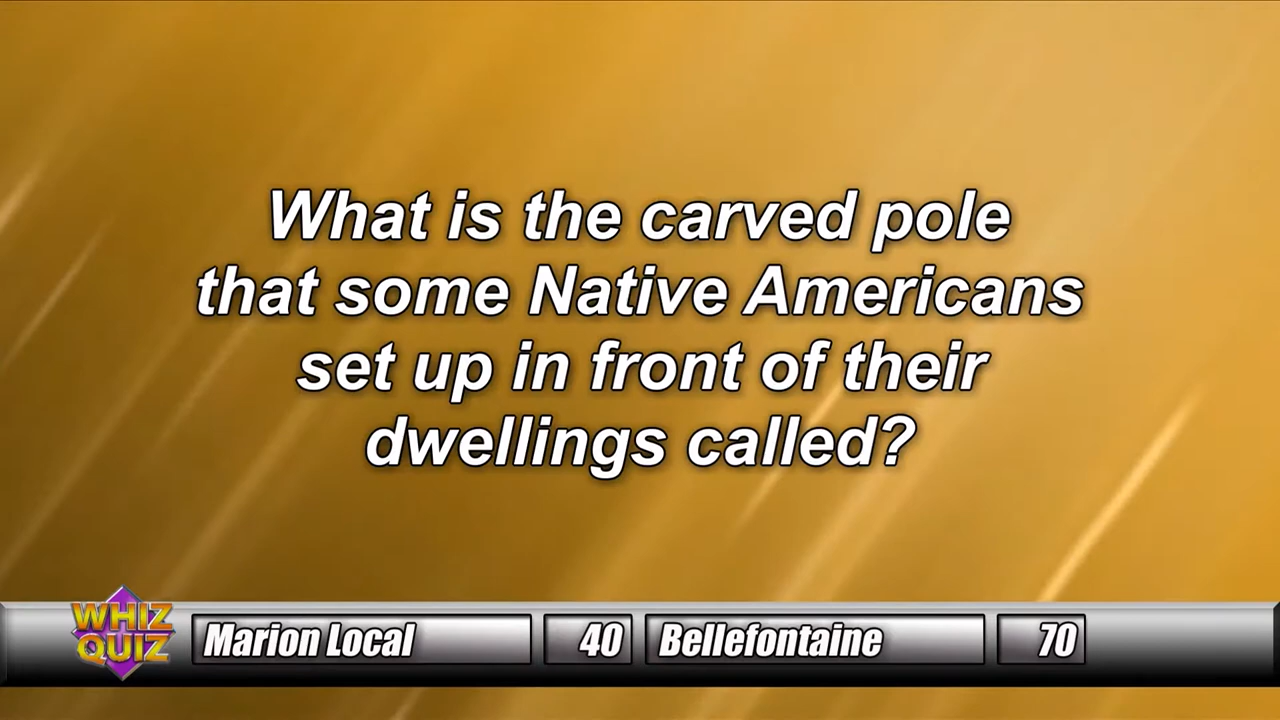 What is the carved pole
that some Native Americans
set up in front of their
dwellings called?
WHIZ
QUIZ
Marion Local 40 Bellefontaine 70